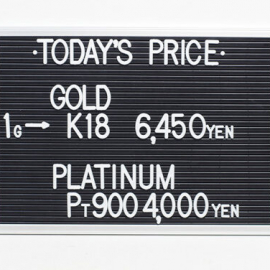 ·TODAY'S PRICE·
GOLD
1G→ K18 6,450YEN
PLATINUM
PT900 4,000YEN